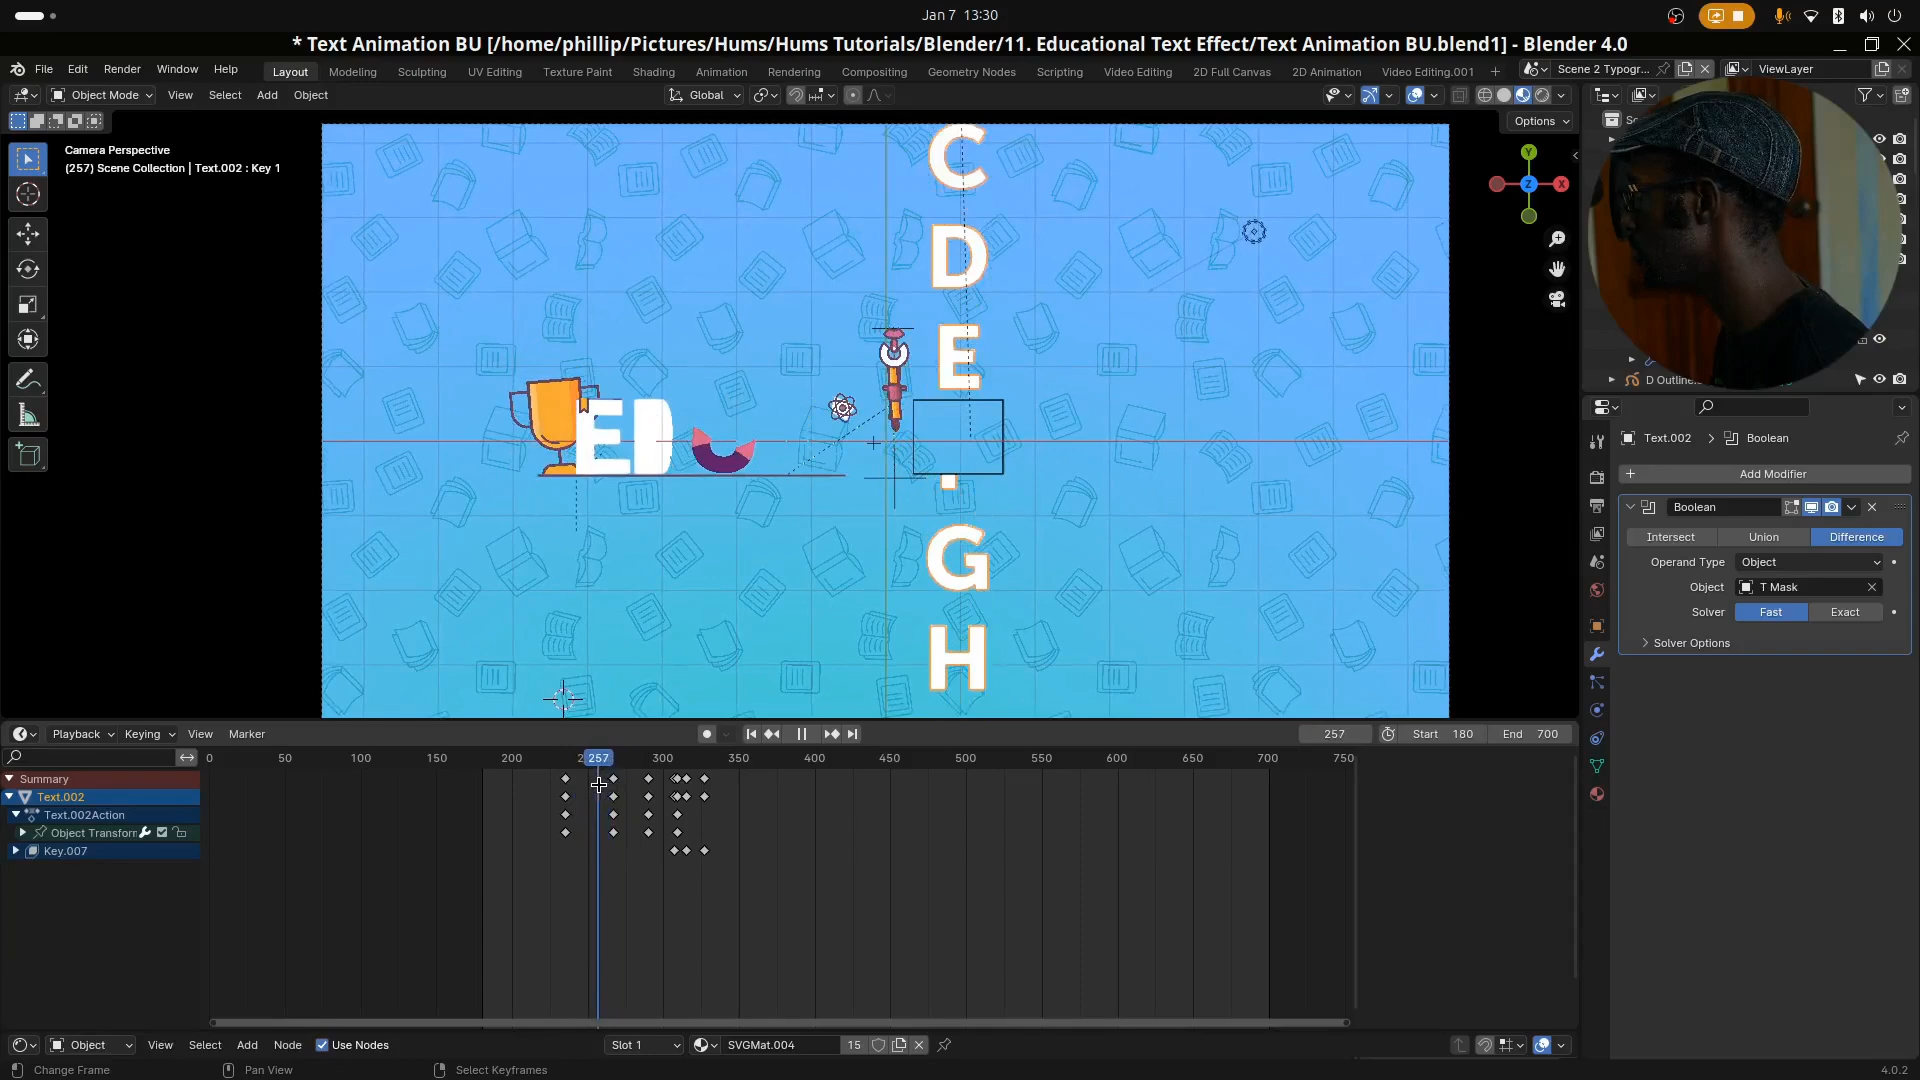 Jan 7 13:30
* Text Animation BU [/home/phillip/Pictures/Hums/Hums Tutorials/Blender/11. Educational Text Effect/Text Animation BU.blend1] - Blender 4.0
File Edit Render Window Help Layout Modeling Sculpting UV Editing Texture Paint Shading Animation Rendering Compositing Geometry Nodes Scripting Video Editing 2D Full Canvas 2D Animation Video Editing.001 + Scene 2 Typogr... ViewLayer
Object Mode View Select Add Object Global
Options
Camera Perspective
(257) Scene Collection | Text.002 : Key 1
Y
X
Z
C
D
E
ED
G
H
D Outline
Text.002 > Boolean
+ Add Modifier
Boolean
Intersect Union Difference
Operand Type Object
Object T Mask
Solver Fast Exact
Solver Options
Playback Keying View Marker 257 Start 180 End 700
0 50 100 150 200 257 300 350 400 450 500 550 600 650 700 750
Summary
Text.002
Text.002Action
Object Transform
Key.007
Object View Select Add Node Use Nodes Slot 1 SVGMat.004 15
Change Frame Pan View Select Keyframes 4.0.2